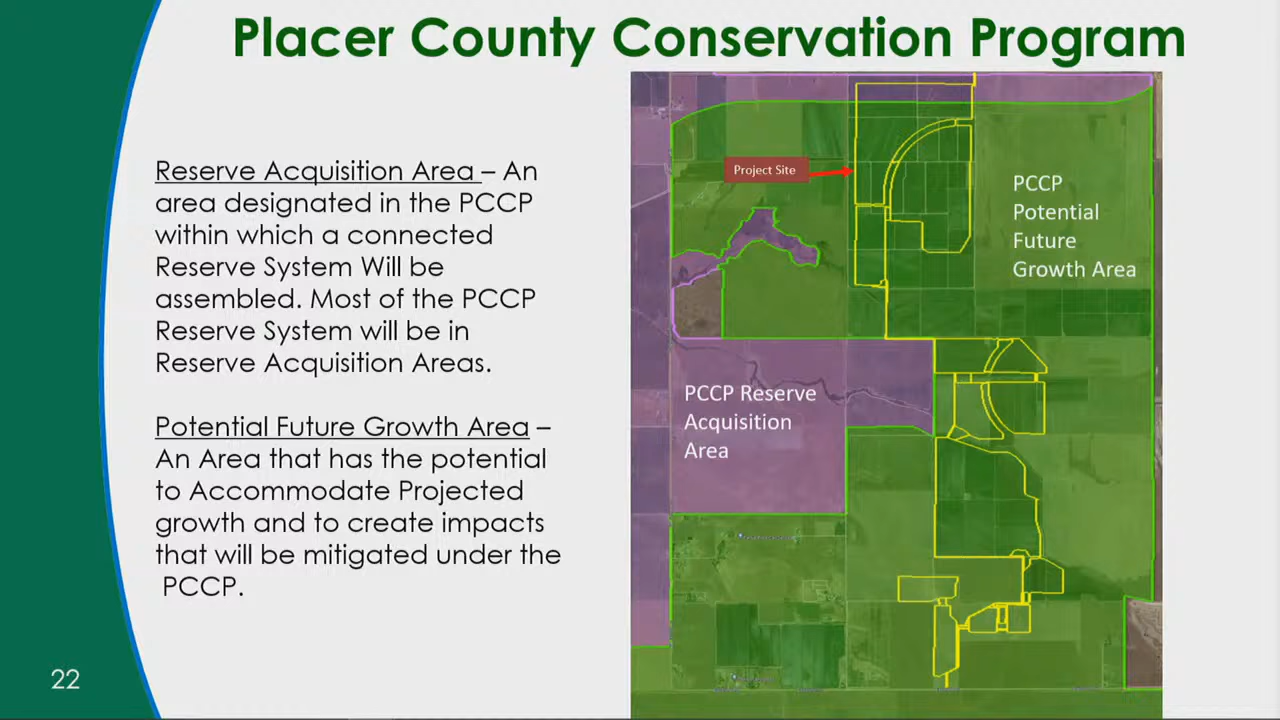 Placer County Conservation Program
Reserve Acquisition Area – An
area designated in the PCCP
within which a connected
Reserve System Will be
assembled. Most of the PCCP
Reserve System will be in
Reserve Acquisition Areas.
Potential Future Growth Area –
An Area that has the potential
to Accommodate Projected
growth and to create impacts
that will be mitigated under the
PCCP.
Project Site
PCCP
Potential
Future
Growth Area
PCCP Reserve
Acquisition
Area
22